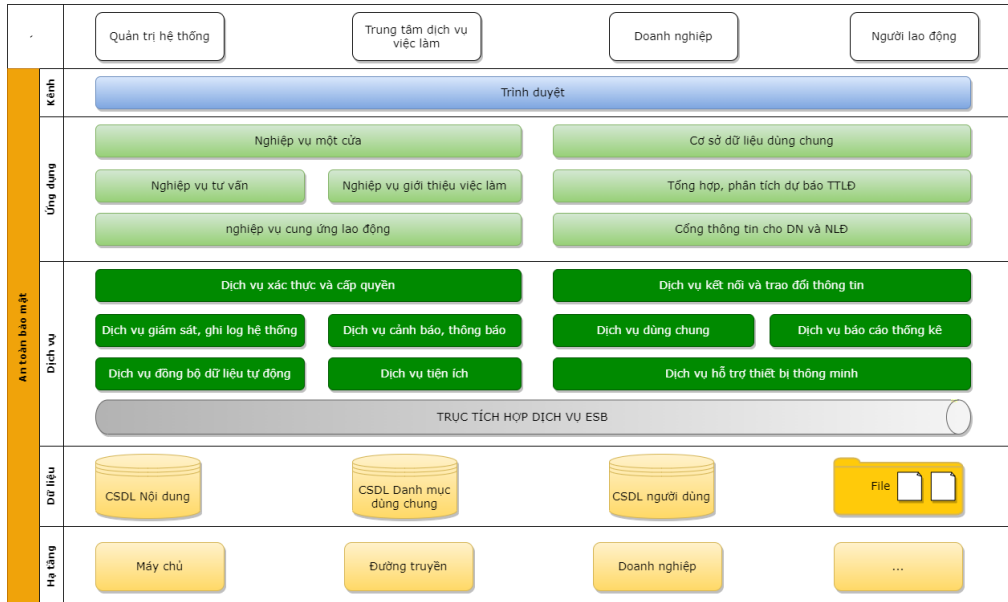 Quản trị hệ thống
Trung tâm dịch vụ
việc làm
Doanh nghiệp
Người lao động
An toàn bảo mật
Kênh
Trình duyệt
Ứng dụng
Nghiệp vụ một cửa
Cơ sở dữ liệu dùng chung
Nghiệp vụ tư vấn
Nghiệp vụ giới thiệu việc làm
Tổng hợp, phân tích dự báo TTLĐ
nghiệp vụ cung ứng lao động
Cổng thông tin cho DN và NLĐ
Dịch vụ
Dịch vụ xác thực và cấp quyền
Dịch vụ kết nối và trao đổi thông tin
Dịch vụ giám sát, ghi log hệ thống
Dịch vụ cảnh báo, thông báo
Dịch vụ dùng chung
Dịch vụ báo cáo thống kê
Dịch vụ đồng bộ dữ liệu tự động
Dịch vụ tiện ích
Dịch vụ hỗ trợ thiết bị thông minh
TRỤC TÍCH HỢP DỊCH VỤ ESB
Dữ liệu
CSDL Nội dung
CSDL Danh mục
dùng chung
CSDL người dùng
File
Hạ tầng
Máy chủ
Đường truyền
Doanh nghiệp
...